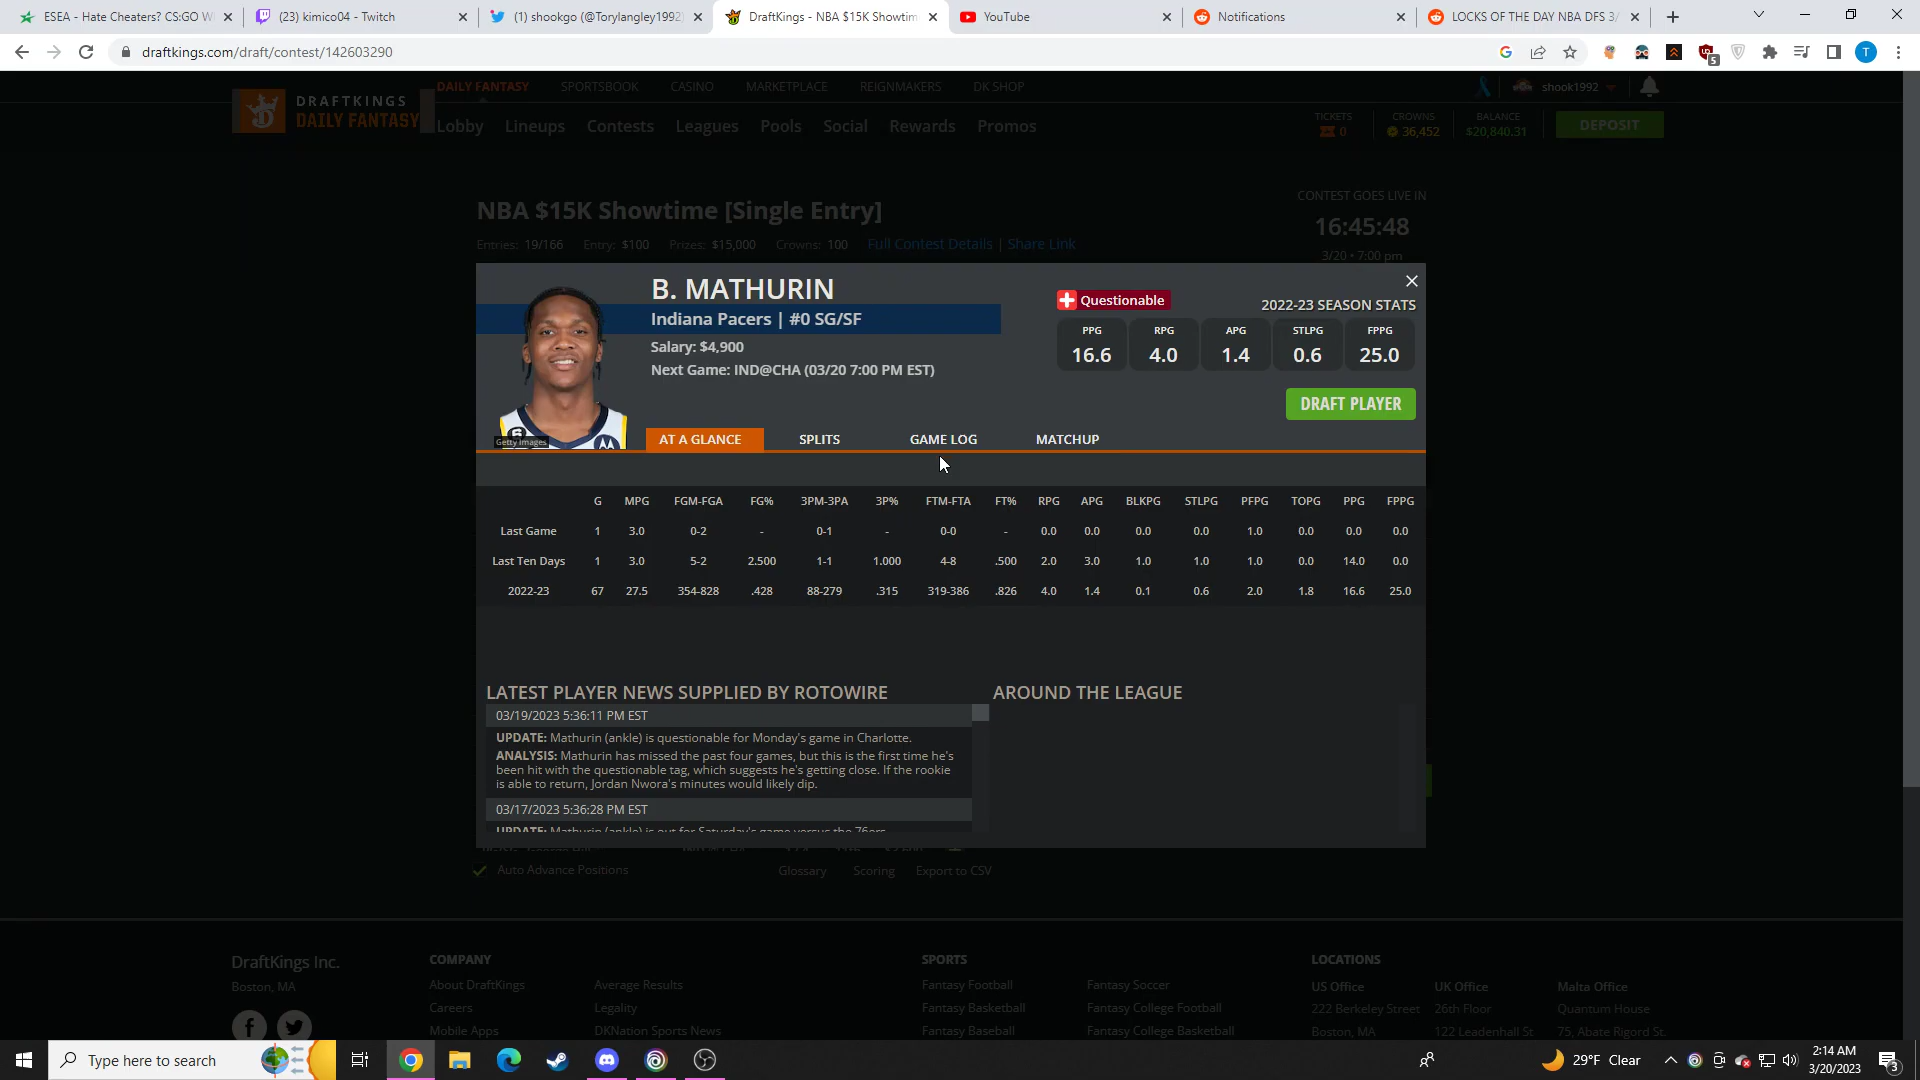 ESEA - Hate Cheaters? CS:GO W
(23) kimico04 - Twitch
(1) shookgo (@Torylangley1992)
DraftKings - NBA $15K Showtim
YouTube
Notifications
LOCKS OF THE DAY NBA DFS 3/
draftkings.com/draft/contest/142603290
T
5
DRAFTKINGS
DAILY FANTASY
DAILY FANTASY SPORTSBOOK CASINO MARKETPLACE REIGNMAKERS DK SHOP
shook1992
Lobby Lineups Contests Leagues Pools Social Rewards Promos
TICKETS
0
CROWNS
36,452
BALANCE
$20,840.31
DEPOSIT
NBA $15K Showtime [Single Entry]
Entries: 19/166 Entry: $100 Prizes: $15,000 Crowns: 100 Full Contest Details | Share Link
CONTEST GOES LIVE IN
16:45:48
3/20 • 7:00 pm
B. MATHURIN
Indiana Pacers | #0 SG/SF
Salary: $4,900
Next Game: IND@CHA (03/20 7:00 PM EST)
Getty Images
Questionable
2022-23 SEASON STATS
PPG RPG APG STLPG FPPG
16.6 4.0 1.4 0.6 25.0
DRAFT PLAYER
AT A GLANCE SPLITS GAME LOG MATCHUP
G MPG FGM-FGA FG% 3PM-3PA 3P% FTM-FTA FT% RPG APG BLKPG STLPG PFPG TOPG PPG FPPG
Last Game 1 3.0 0-2 - 0-1 - 0-0 - 0.0 0.0 0.0 0.0 1.0 0.0 0.0 0.0
Last Ten Days 1 3.0 5-2 2.500 1-1 1.000 4-8 .500 2.0 3.0 1.0 1.0 1.0 0.0 14.0 0.0
2022-23 67 27.5 354-828 .428 88-279 .315 319-386 .826 4.0 1.4 0.1 0.6 2.0 1.8 16.6 25.0
LATEST PLAYER NEWS SUPPLIED BY ROTOWIRE
03/19/2023 5:36:11 PM EST
UPDATE: Mathurin (ankle) is questionable for Monday's game in Charlotte.
ANALYSIS: Mathurin has missed the past four games, but this is the first time he's
been hit with the questionable tag, which suggests he's getting close. If the rookie
is able to return, Jordan Nwora's minutes would likely dip.
03/17/2023 5:36:28 PM EST
UPDATE: Mathurin (ankle) is out for Saturday's game versus the 76ers.
AROUND THE LEAGUE
Auto Advance Positions
Glossary Scoring Export to CSV
DraftKings Inc.
Boston, MA
COMPANY
About DraftKings
Careers
Mobile Apps
Average Results
Legality
DKNation Sports News
SPORTS
Fantasy Football
Fantasy Basketball
Fantasy Baseball
Fantasy Soccer
Fantasy College Football
Fantasy College Basketball
LOCATIONS
US Office
222 Berkeley Street
Boston, MA
UK Office
26th Floor
122 Leadenhall St
Malta Office
Quantum House
75, Abate Rigord St.
Type here to search
29°F Clear
2:14 AM
3/20/2023
3